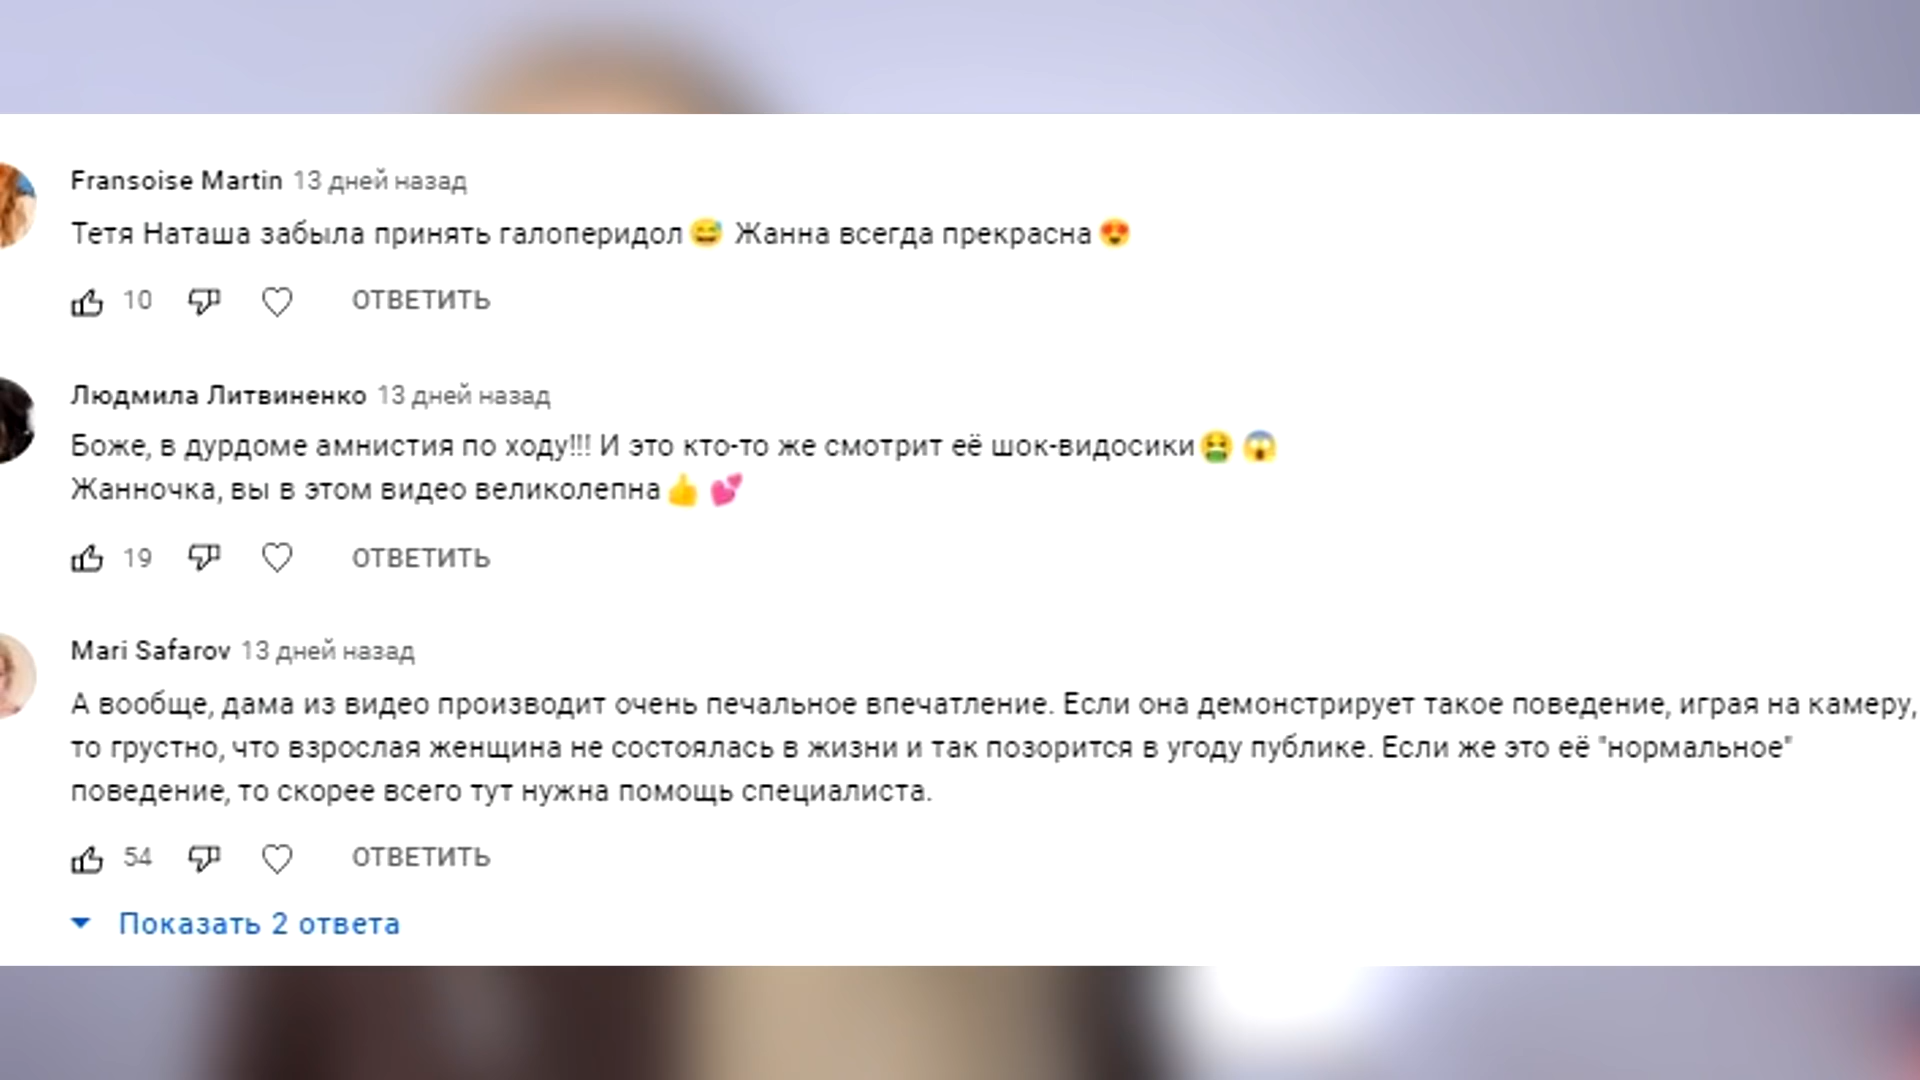 Fransoise Martin 13 дней назад
Тетя Наташа забыла принять галоперидол😅 Жанна всегда прекрасна😍
10 ОТВЕТИТЬ
Людмила Литвиненко 13 дней назад
Боже, в дурдоме амнистия по ходу!!! И это кто-то же смотрит её шок-видосики🤮😱
Жанночка, вы в этом видео великолепна👍💕
19 ОТВЕТИТЬ
Mari Safarov 13 дней назад
А вообще, дама из видео производит очень печальное впечатление. Если она демонстрирует такое поведение, играя на камеру,
то грустно, что взрослая женщина не состоялась в жизни и так позорится в угоду публике. Если же это её "нормальное"
поведение, то скорее всего тут нужна помощь специалиста.
54 ОТВЕТИТЬ
Показать 2 ответа